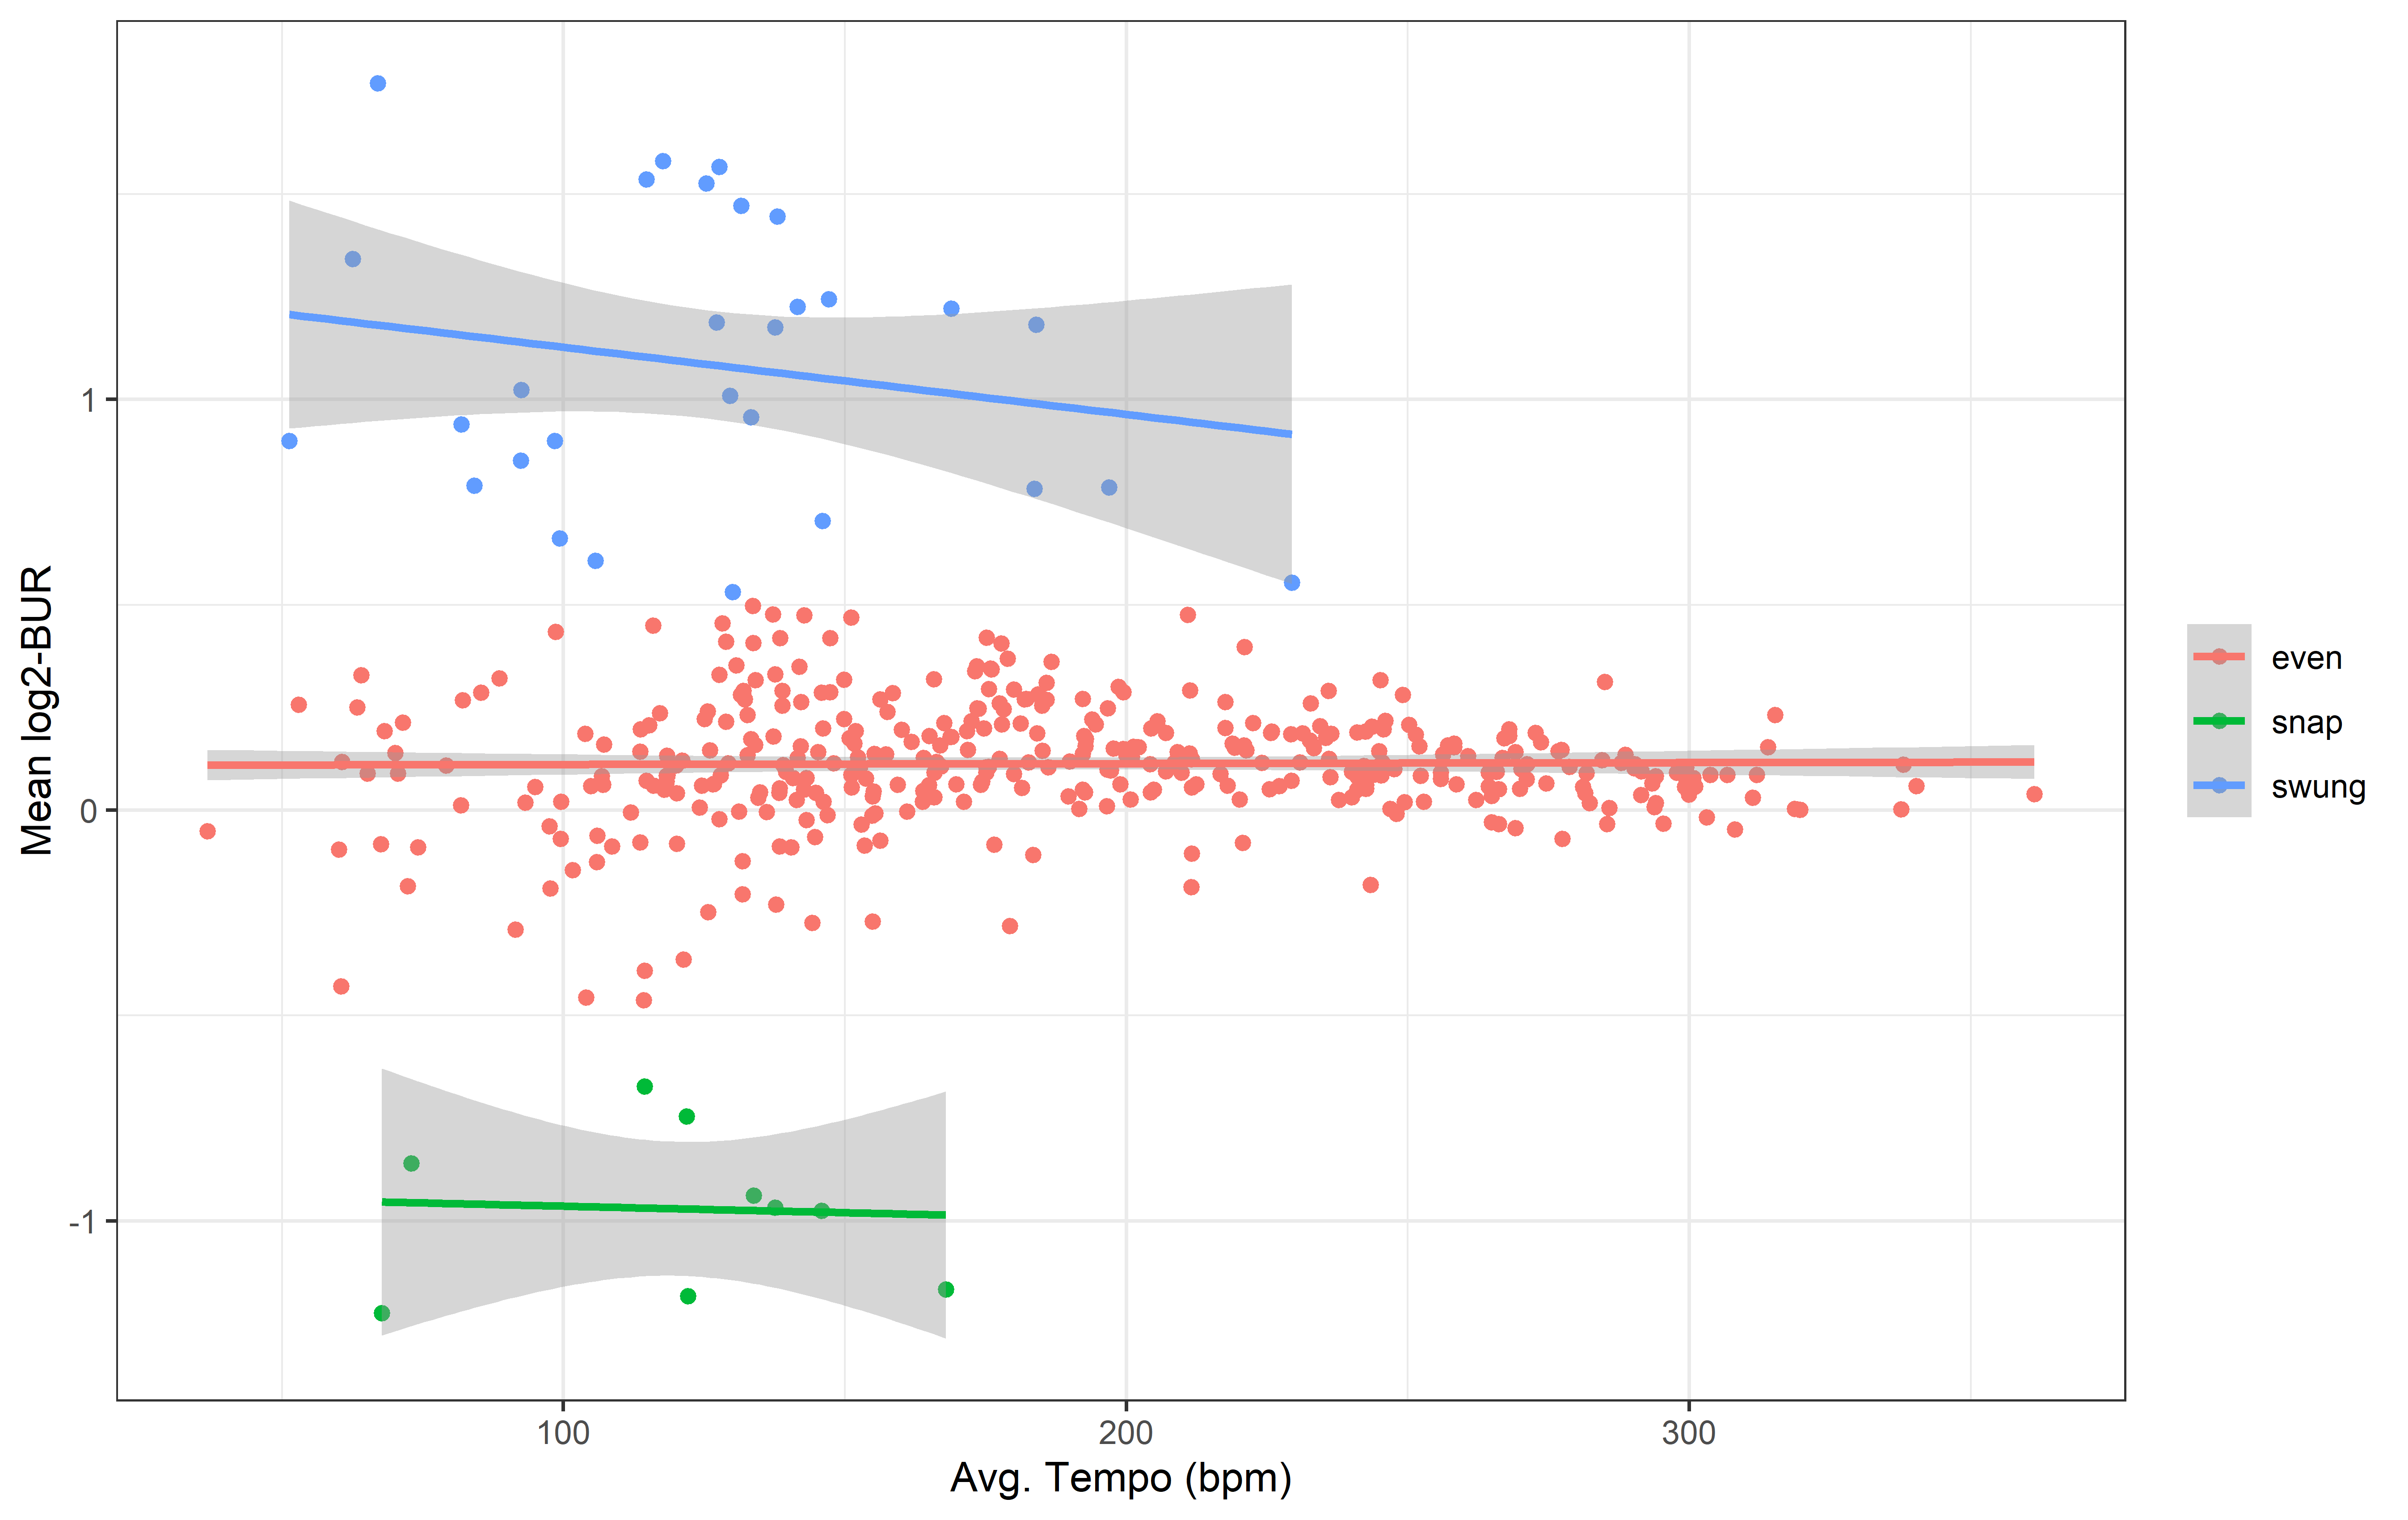 Mean log2-BUR
1
0
-1
100 200 300
Avg. Tempo (bpm)
even
snap
swung